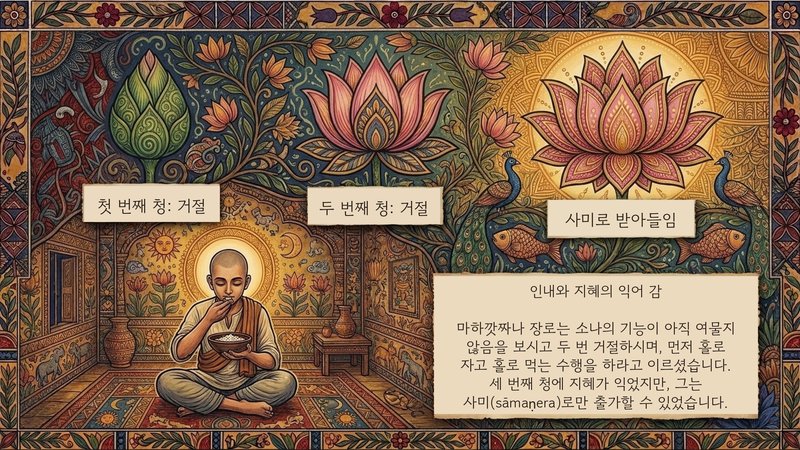 첫 번째 청: 거절
두 번째 청: 거절
사미로 받아들임
인내와 지혜의 익어 감
마하깟짜나 장로는 소나의 기능이 아직 여물지
않음을 보시고 두 번 거절하시며, 먼저 홀로
자고 홀로 먹는 수행을 하라고 이르셨습니다.
세 번째 청에 지혜가 익었지만, 그는
사미(sāmaṇera)로만 출가할 수 있었습니다.